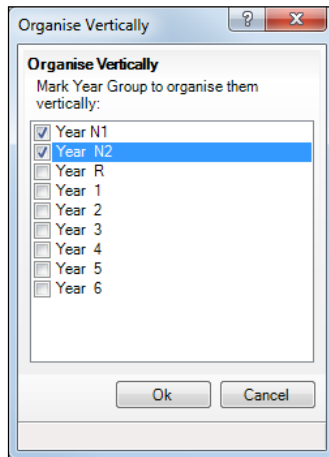 Organise Vertically
?
Organise Vertically
Mark Year Group to organise them
vertically:
Year N1
Year N2
Year R
Year 1
Year 2
Year 3
Year 4
Year 5
Year 6
Ok Cancel